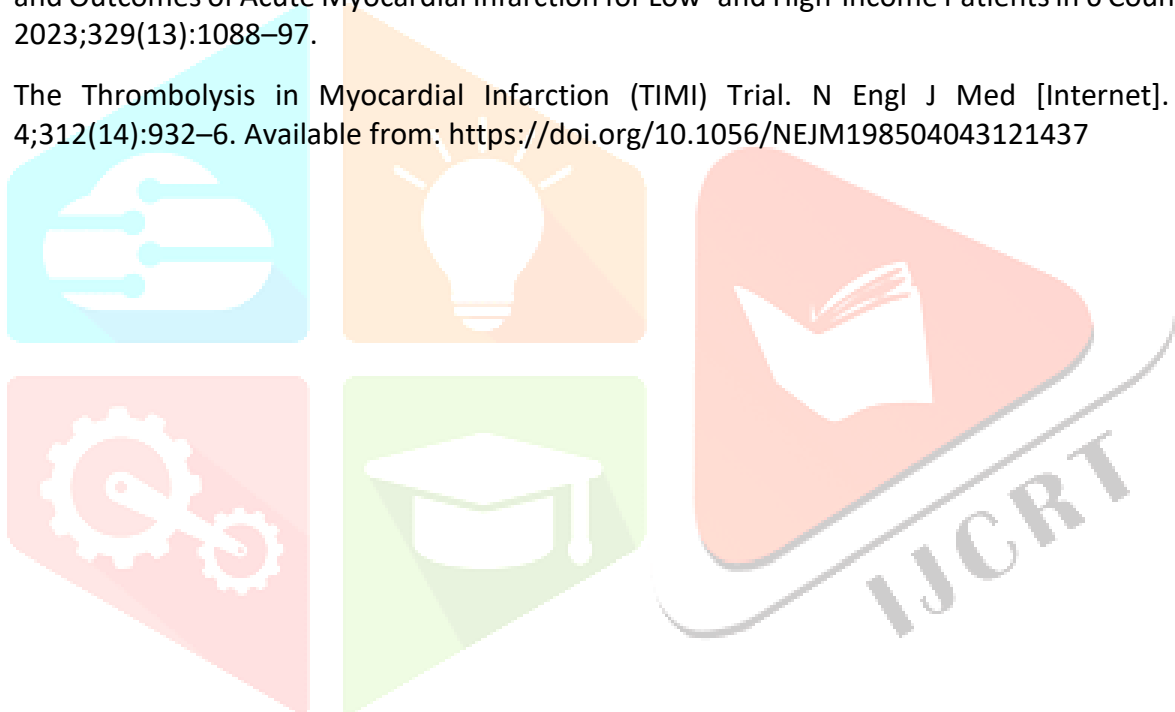 and Outcomes of Acute Myocardial Infarction for Low- and High-Income Patients in 6 Coun
2023;329(13):1088–97.
The Thrombolysis in Myocardial Infarction (TIMI) Trial. N Engl J Med [Internet].
4;312(14):932–6. Available from: https://doi.org/10.1056/NEJM198504043121437
IJCRT